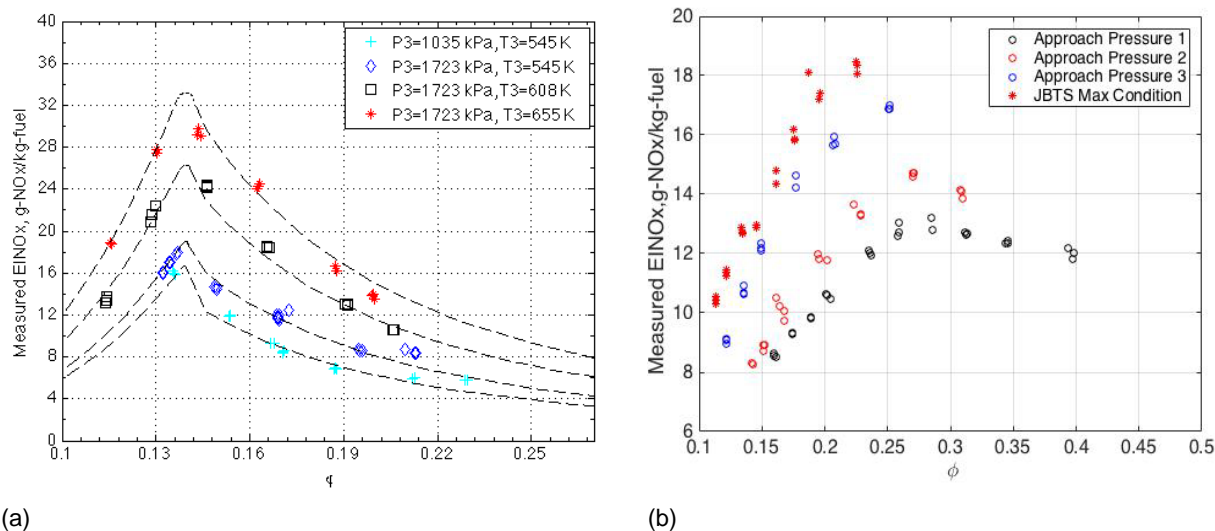 Measured EINOx, g-NOx/kg-fuel
40
36
32
28
24
20
16
12
8
4
0
P3=1035 kPa, T3=545 K
P3=1723 kPa, T3=545 K
P3=1723 kPa, T3=608 K
P3=1723 kPa, T3=655 K
0.1 0.13 0.16 0.19 0.22 0.25
(a)
Measured EINOx, g-NOx/kg-fuel
20
18
16
14
12
10
8
6
Approach Pressure 1
Approach Pressure 2
Approach Pressure 3
JBTS Max Condition
0.1 0.15 0.2 0.25 0.3 0.35 0.4 0.45 0.5
ϕ
(b)